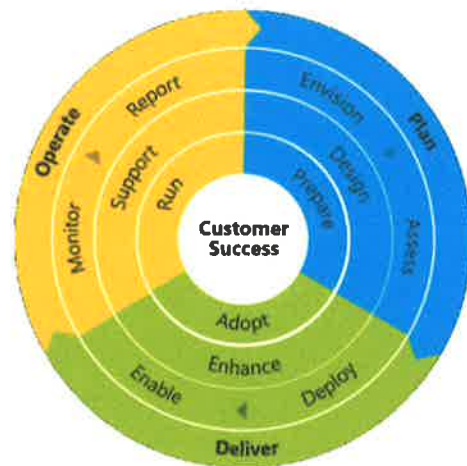 Plan
Envision
Assess
Design
Prepare
Deliver
Deploy
Enable
Enhance
Adopt
Operate
Monitor
Report
Support
Run
Customer
Success